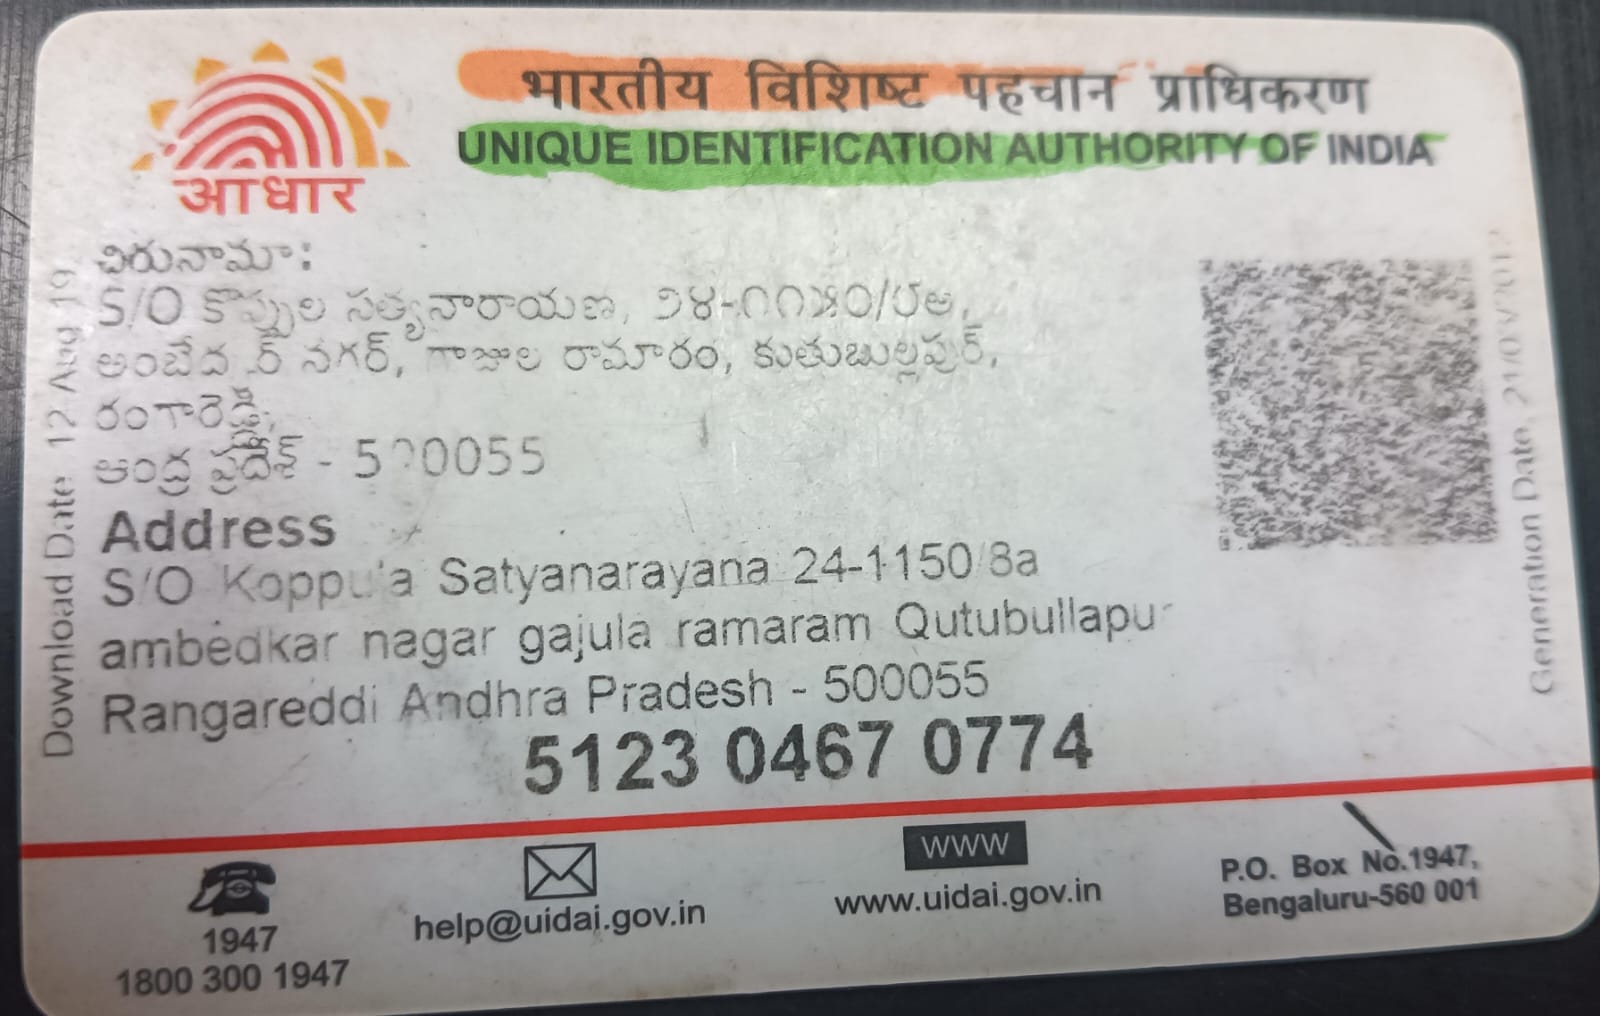 भारतीय विशिष्ट पहचान प्राधिकरण
UNIQUE IDENTIFICATION AUTHORITY OF INDIA
आधार
చిరునామా:
S/O కొప్పుల సత్యనారాయణ,
నగర్, గాజుల రామారం, కుతుబుల్లపుర్,
రంగారెడ్డి,
ఆంధ్ర ప్రదేశ్ -
Address
S/O Koppula Satyanarayana 24-1150/8a
ambedkar nagar gajula ramaram Qutubullapur
Rangareddi Andhra Pradesh - 500055
5123 0467 0774
Download Date: 12 Aug 19
Generation Date:
1947
1800 300 1947
help@uidai.gov.in
WWW
www.uidai.gov.in
P.O. Box No.1947,
Bengaluru-560 001